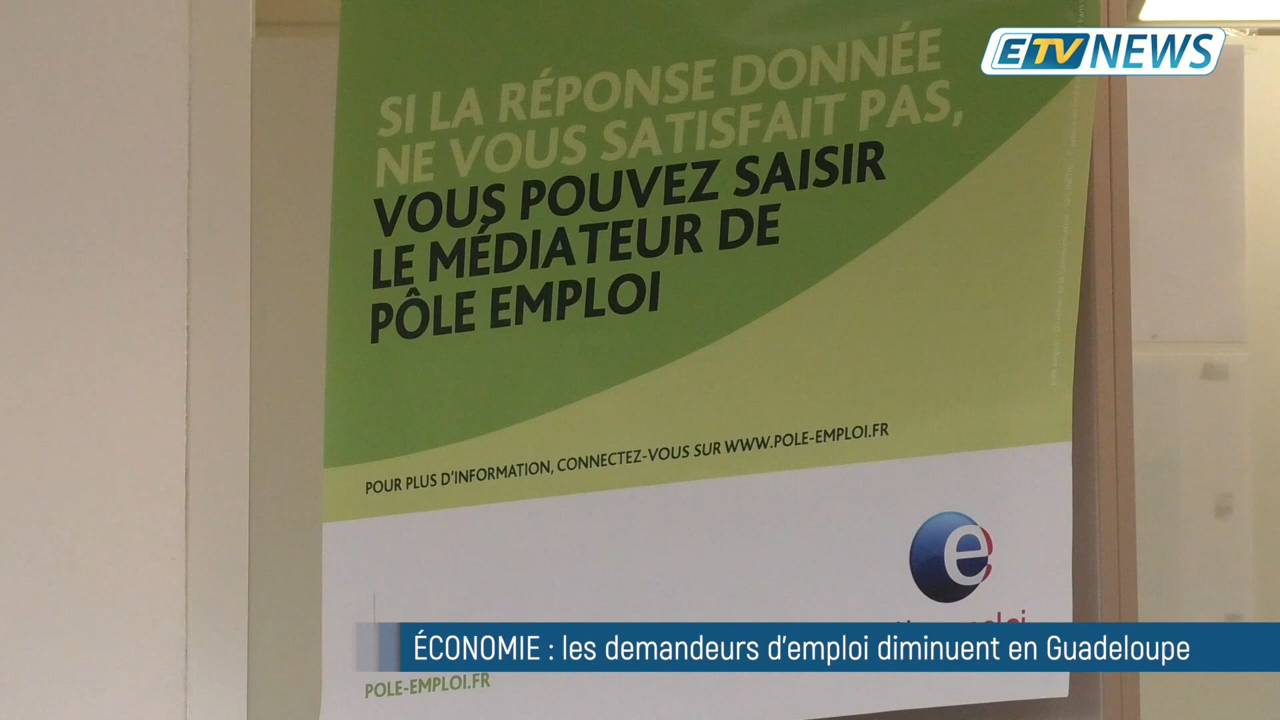 ETV NEWS
SI LA RÉPONSE DONNÉE
NE VOUS SATISFAIT PAS,
VOUS POUVEZ SAISIR
LE MÉDIATEUR DE
PÔLE EMPLOI
POUR PLUS D'INFORMATION, CONNECTEZ-VOUS SUR WWW.POLE-EMPLOI.FR
e
ÉCONOMIE : les demandeurs d'emploi diminuent en Guadeloupe
POLE-EMPLOI.FR